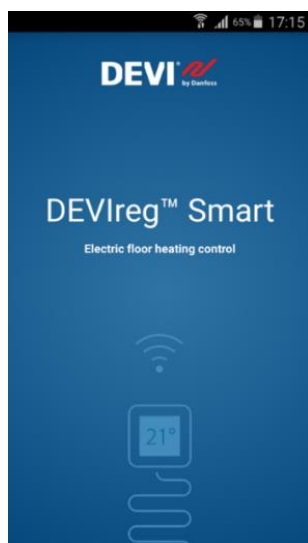 65% 17:15
DEVI
by Danfoss
DEVIreg™ Smart
Electric floor heating control
21°